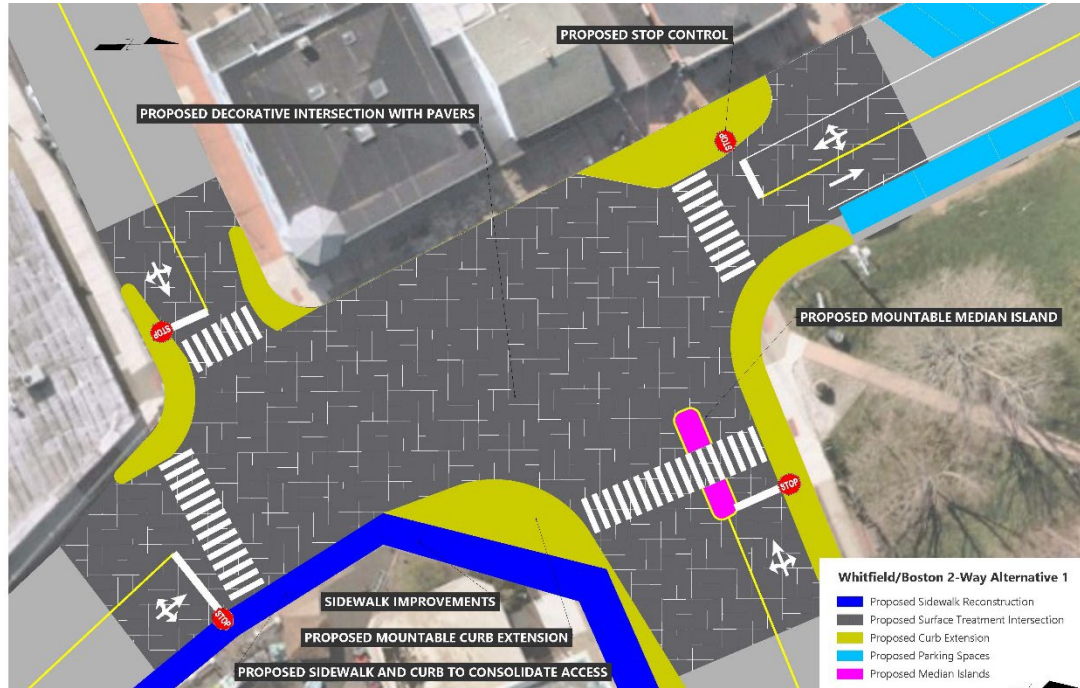 PROPOSED STOP CONTROL
PROPOSED DECORATIVE INTERSECTION WITH PAVERS
STOP
PROPOSED MOUNTABLE MEDIAN ISLAND
STOP
STOP
SIDEWALK IMPROVEMENTS
STOP
PROPOSED MOUNTABLE CURB EXTENSION
PROPOSED SIDEWALK AND CURB TO CONSOLIDATE ACCESS
Whitfield/Boston 2-Way Alternative 1
Proposed Sidewalk Reconstruction
Proposed Surface Treatment Intersection
Proposed Curb Extension
Proposed Parking Spaces
Proposed Median Islands